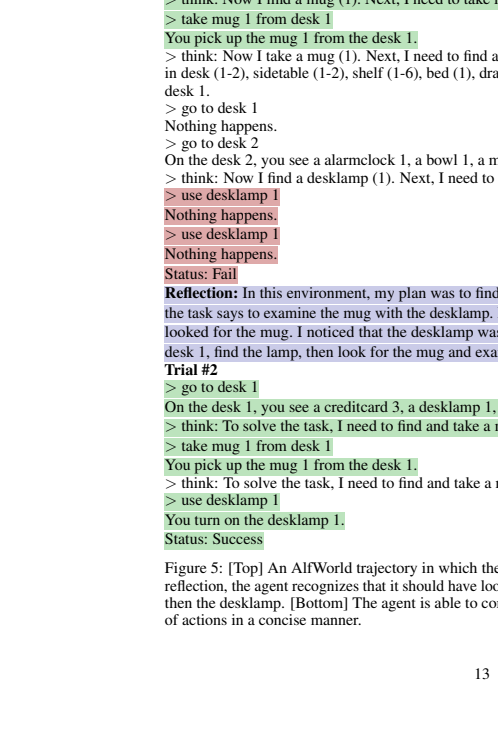 > think: Now I find a mug (1). Next, I need to take
> take mug 1 from desk 1
You pick up the mug 1 from the desk 1.
> think: Now I take a mug (1). Next, I need to find a
in desk (1-2), sidetable (1-2), shelf (1-6), bed (1), dra
desk 1.
> go to desk 1
Nothing happens.
> go to desk 2
On the desk 2, you see a alarmclock 1, a bowl 1, a m
> think: Now I find a desklamp (1). Next, I need to
> use desklamp 1
Nothing happens.
> use desklamp 1
Nothing happens.
Status: Fail
Reflection: In this environment, my plan was to find
the task says to examine the mug with the desklamp.
looked for the mug. I noticed that the desklamp was
desk 1, find the lamp, then look for the mug and exa
Trial #2
> go to desk 1
On the desk 1, you see a creditcard 3, a desklamp 1,
> think: To solve the task, I need to find and take a
> take mug 1 from desk 1
You pick up the mug 1 from the desk 1.
> think: To solve the task, I need to find and take a
> use desklamp 1
You turn on the desklamp 1.
Status: Success
Figure 5: [Top] An AlfWorld trajectory in which the
reflection, the agent recognizes that it should have loo
then the desklamp. [Bottom] The agent is able to cor
of actions in a concise manner.
13